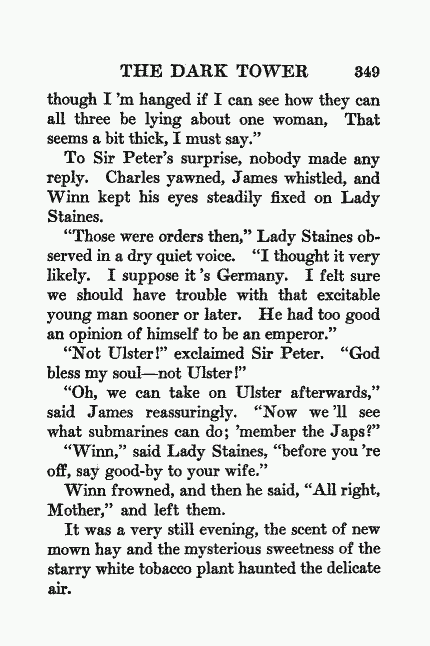 THE DARK TOWER 349
though I 'm hanged if I can see how they can
all three be lying about one woman, That
seems a bit thick, I must say."
To Sir Peter's surprise, nobody made any
reply. Charles yawned, James whistled, and
Winn kept his eyes steadily fixed on Lady
Staines.
"Those were orders then," Lady Staines ob-
served in a dry quiet voice. "I thought it very
likely. I suppose it 's Germany. I felt sure
we should have trouble with that excitable
young man sooner or later. He had too good
an opinion of himself to be an emperor."
"Not Ulster!" exclaimed Sir Peter. "God
bless my soul—not Ulster!"
"Oh, we can take on Ulster afterwards,"
said James reassuringly. "Now we 'll see
what submarines can do; 'member the Japs?"
"Winn," said Lady Staines, "before you 're
off, say good-by to your wife."
Winn frowned, and then he said, "All right,
Mother," and left them.
It was a very still evening, the scent of new
mown hay and the mysterious sweetness of the
starry white tobacco plant haunted the delicate
air.